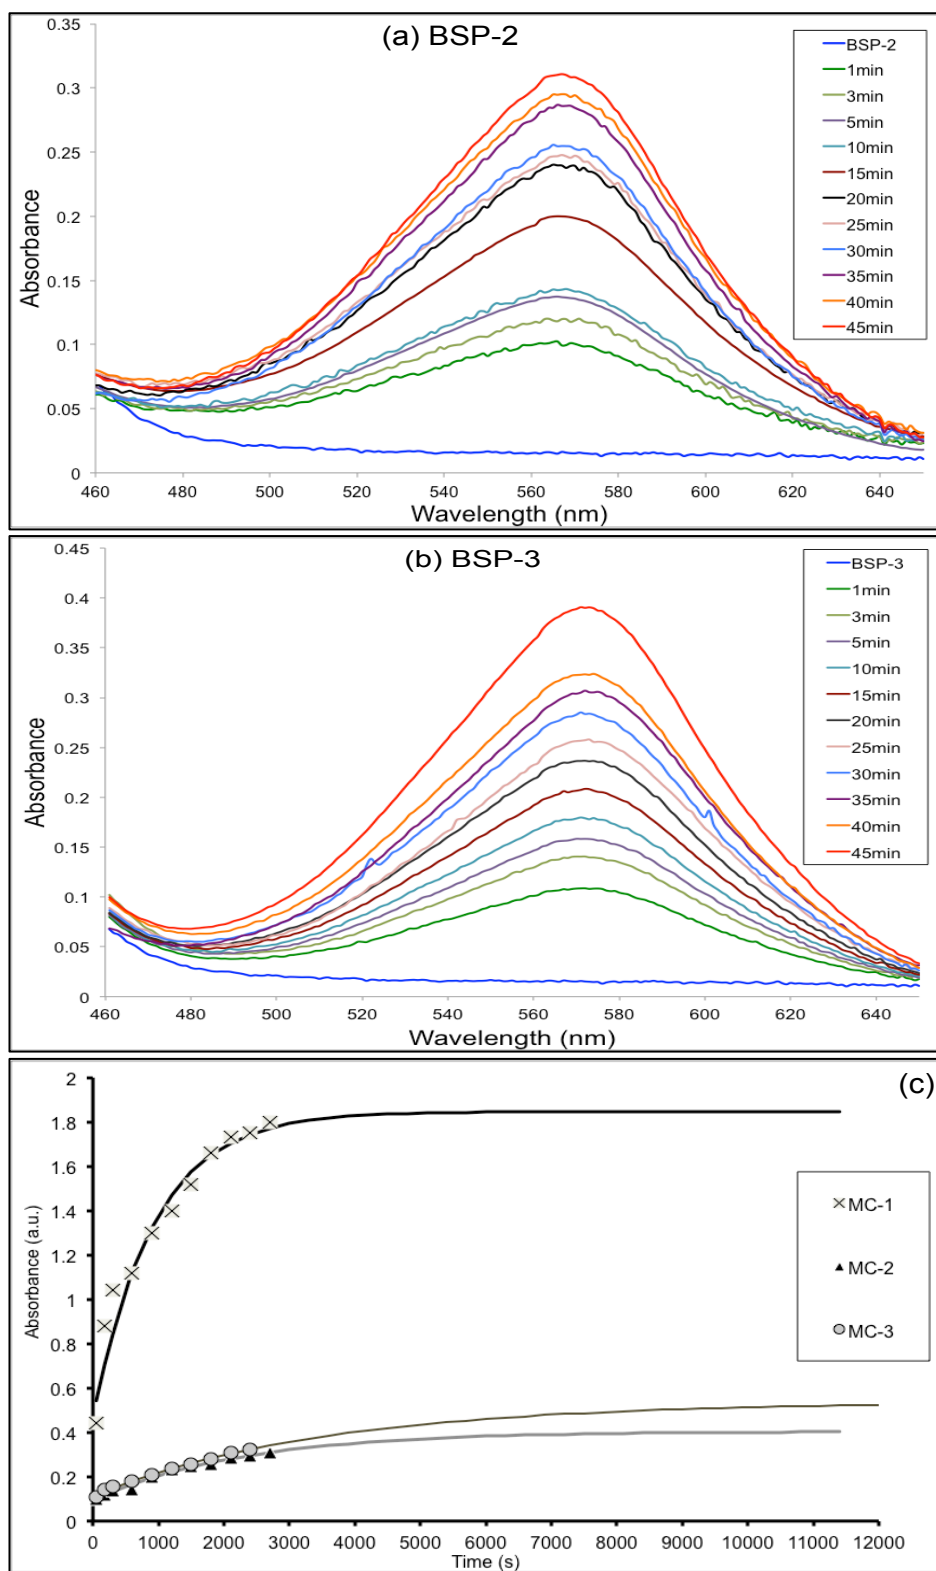 (a) BSP-2
0.35
0.3
0.25
0.2
0.15
0.1
0.05
0
Absorbance
460 480 500 520 540 560 580 600 620 640
Wavelength (nm)
BSP-2
1min
3min
5min
10min
15min
20min
25min
30min
35min
40min
45min
(b) BSP-3
0.45
0.4
0.35
0.3
0.25
0.2
0.15
0.1
0.05
0
Absorbance
460 480 500 520 540 560 580 600 620 640
Wavelength (nm)
BSP-3
1min
3min
5min
10min
15min
20min
25min
30min
35min
40min
45min
(c)
2
1.8
1.6
1.4
1.2
1
0.8
0.6
0.4
0.2
0
Absorbance (a.u.)
0 1000 2000 3000 4000 5000 6000 7000 8000 9000 10000 11000 12000
Time (s)
MC-1
MC-2
MC-3